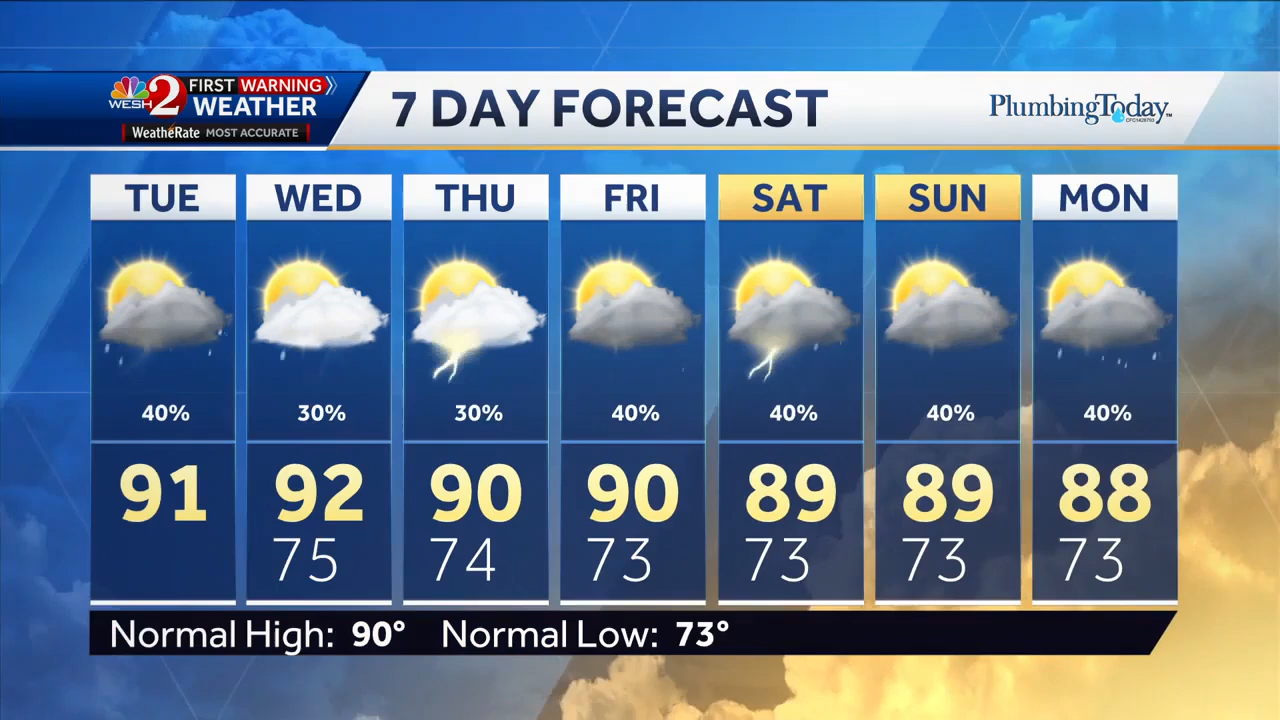 WESH 2 FIRST WARNING
WEATHER
WeatheRate MOST ACCURATE
7 DAY FORECAST
PlumbingToday™
CFC1428793
TUE WED THU FRI SAT SUN MON
40% 30% 30% 40% 40% 40% 40%
91 92 90 90 89 89 88
75 74 73 73 73 73
Normal High: 90° Normal Low: 73°